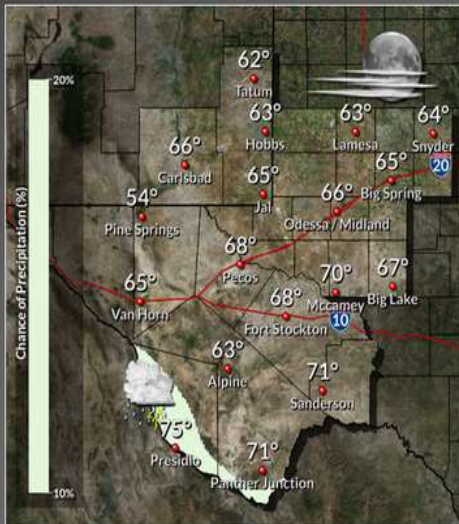 20%
Chance of Precipitation (%)
10%
62°
Tatum
63°
Hobbs
63°
Lamesa
64°
Snyder
20
66°
Carlsbad
65°
Jal
65°
Big Spring
66°
Odessa / Midland
54°
Pine Springs
68°
Pecos
65°
Van Horn
68°
Fort Stockton
70°
Mccamey
67°
Big Lake
10
63°
Alpine
71°
Sanderson
75°
Presidio
71°
Panther Junction